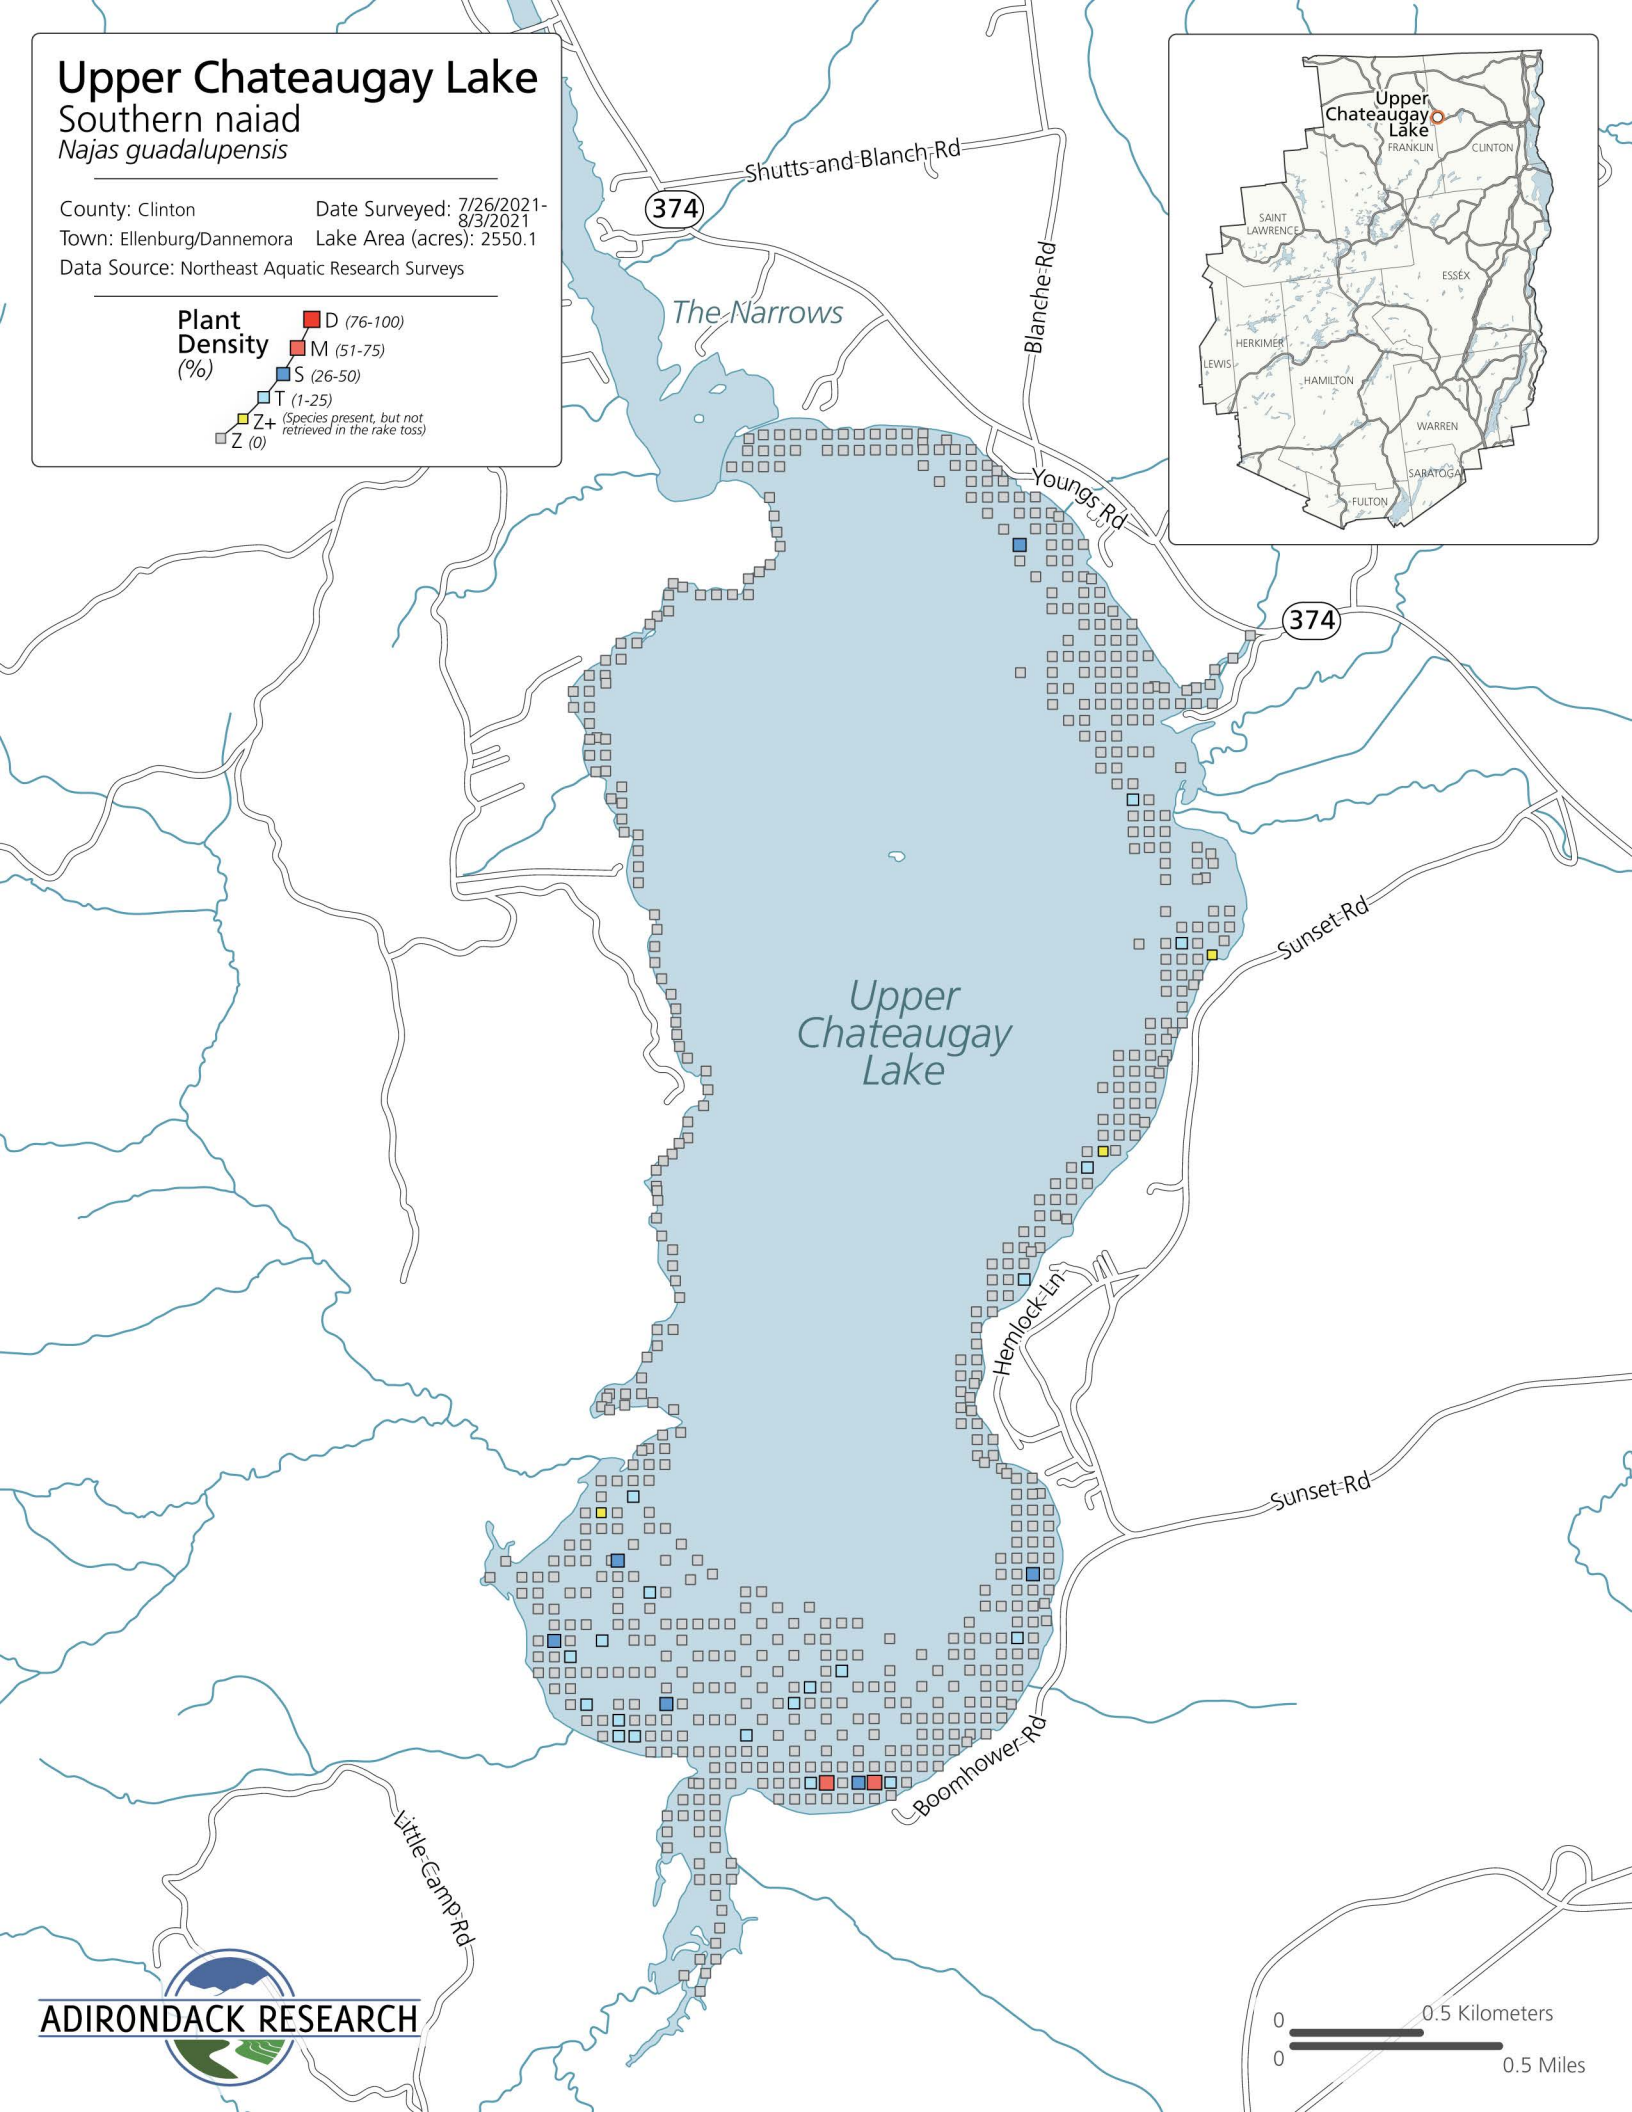 Upper Chateaugay Lake
Southern naiad
Najas guadalupensis
County: Clinton
Date Surveyed: 7/26/2021-
8/3/2021
Town: Ellenburg/Dannemora
Lake Area (acres): 2550.1
Data Source: Northeast Aquatic Research Surveys
Plant
Density
(%)
D (76-100)
M (51-75)
S (26-50)
T (1-25)
Z+ (Species present, but not
retrieved in the rake toss)
Z (0)
Upper
Chateaugay
Lake
FRANKLIN
CLINTON
SAINT
LAWRENCE
ESSEX
HERKIMER
LEWIS
HAMILTON
WARREN
SARATOGA
FULTON
Shutts-and-Blanch-Rd
374
Blanche-Rd
The Narrows
Youngs Rd
374
Sunset-Rd
Upper
Chateaugay
Lake
Hemlock-Ln
Sunset-Rd
Boomhower-Rd
Little-Camp-Rd
ADIRONDACK RESEARCH
0
0.5 Kilometers
0
0.5 Miles